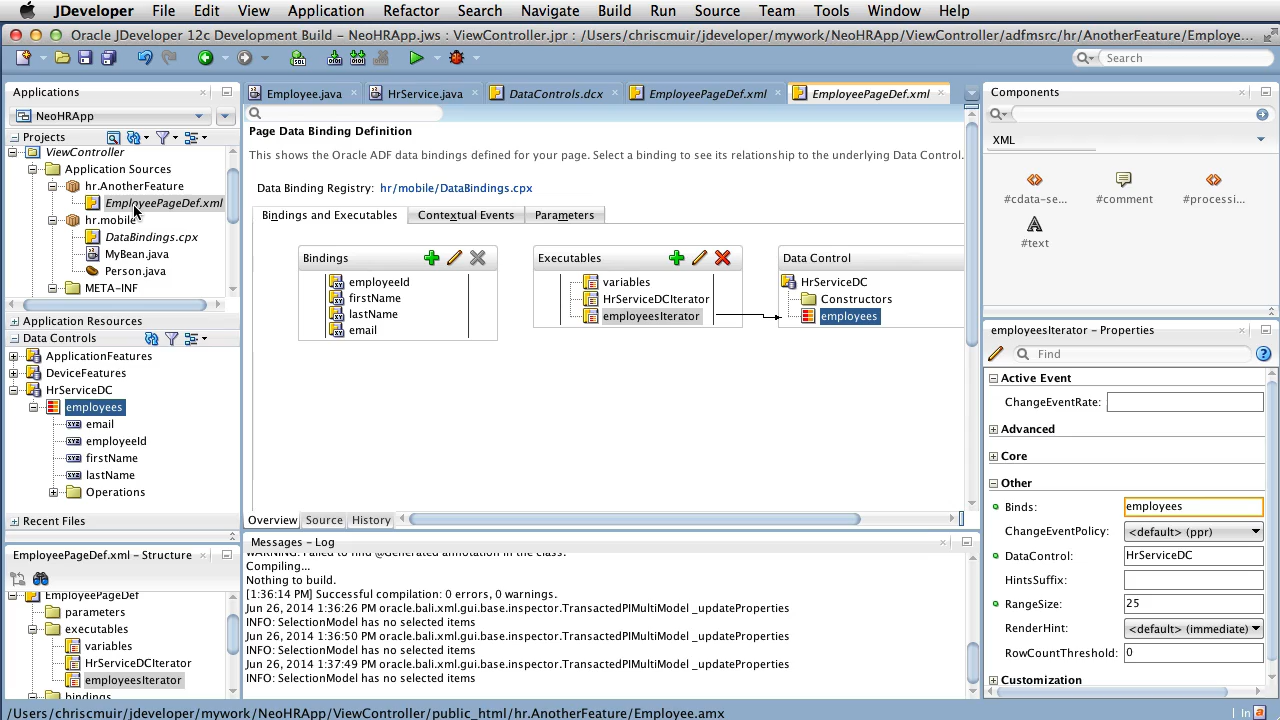 JDeveloper File Edit View Application Refactor Search Navigate Build Run Source Team Tools Window Help
Oracle JDeveloper 12c Development Build - NeoHRApp.jws : ViewController.jpr : /Users/chriscmuir/jdeveloper/mywork/NeoHRApp/ViewController/adfmsrc/hr/AnotherFeature/Employe...
Search
Applications
NeoHRApp
Projects
ViewController
Application Sources
hr.AnotherFeature
EmployeePageDef.xml
hr.mobile
DataBindings.cpx
MyBean.java
Person.java
META-INF
Application Resources
Data Controls
ApplicationFeatures
DeviceFeatures
HrServiceDC
employees
email
employeeId
firstName
lastName
Operations
Recent Files
EmployeePageDef.xml - Structure
EmployeePageDef
parameters
executables
variables
HrServiceDCIterator
employeesIterator
bindings
Employee.java HrService.java DataControls.dcx EmployeePageDef.xml EmployeePageDef.xml
Page Data Binding Definition
This shows the Oracle ADF data bindings defined for your page. Select a binding to see its relationship to the underlying Data Control.
Data Binding Registry: hr/mobile/DataBindings.cpx
Bindings and Executables Contextual Events Parameters
Bindings
employeeId
firstName
lastName
email
Executables
variables
HrServiceDCIterator
employeesIterator
Data Control
HrServiceDC
Constructors
employees
Overview Source History
Messages - Log
WARNING: Failed to find @Generated annotation in the class.
Compiling...
Nothing to build.
[1:36:14 PM] Successful compilation: 0 errors, 0 warnings.
Jun 26, 2014 1:36:26 PM oracle.bali.xml.gui.base.inspector.TransactedPIMultiModel _updateProperties
INFO: SelectionModel has no selected items
Jun 26, 2014 1:36:50 PM oracle.bali.xml.gui.base.inspector.TransactedPIMultiModel _updateProperties
INFO: SelectionModel has no selected items
Jun 26, 2014 1:37:49 PM oracle.bali.xml.gui.base.inspector.TransactedPIMultiModel _updateProperties
INFO: SelectionModel has no selected items
Components
XML
#cdata-se... #comment #processi...
#text
employeesIterator - Properties
Find
Active Event
ChangeEventRate:
Advanced
Core
Other
Binds: employees
ChangeEventPolicy: <default> (ppr)
DataControl: HrServiceDC
HintsSuffix:
RangeSize: 25
RenderHint: <default> (immediate)
RowCountThreshold: 0
Customization
/Users/chriscmuir/jdeveloper/mywork/NeoHRApp/ViewController/public_html/hr.AnotherFeature/Employee.amx
In